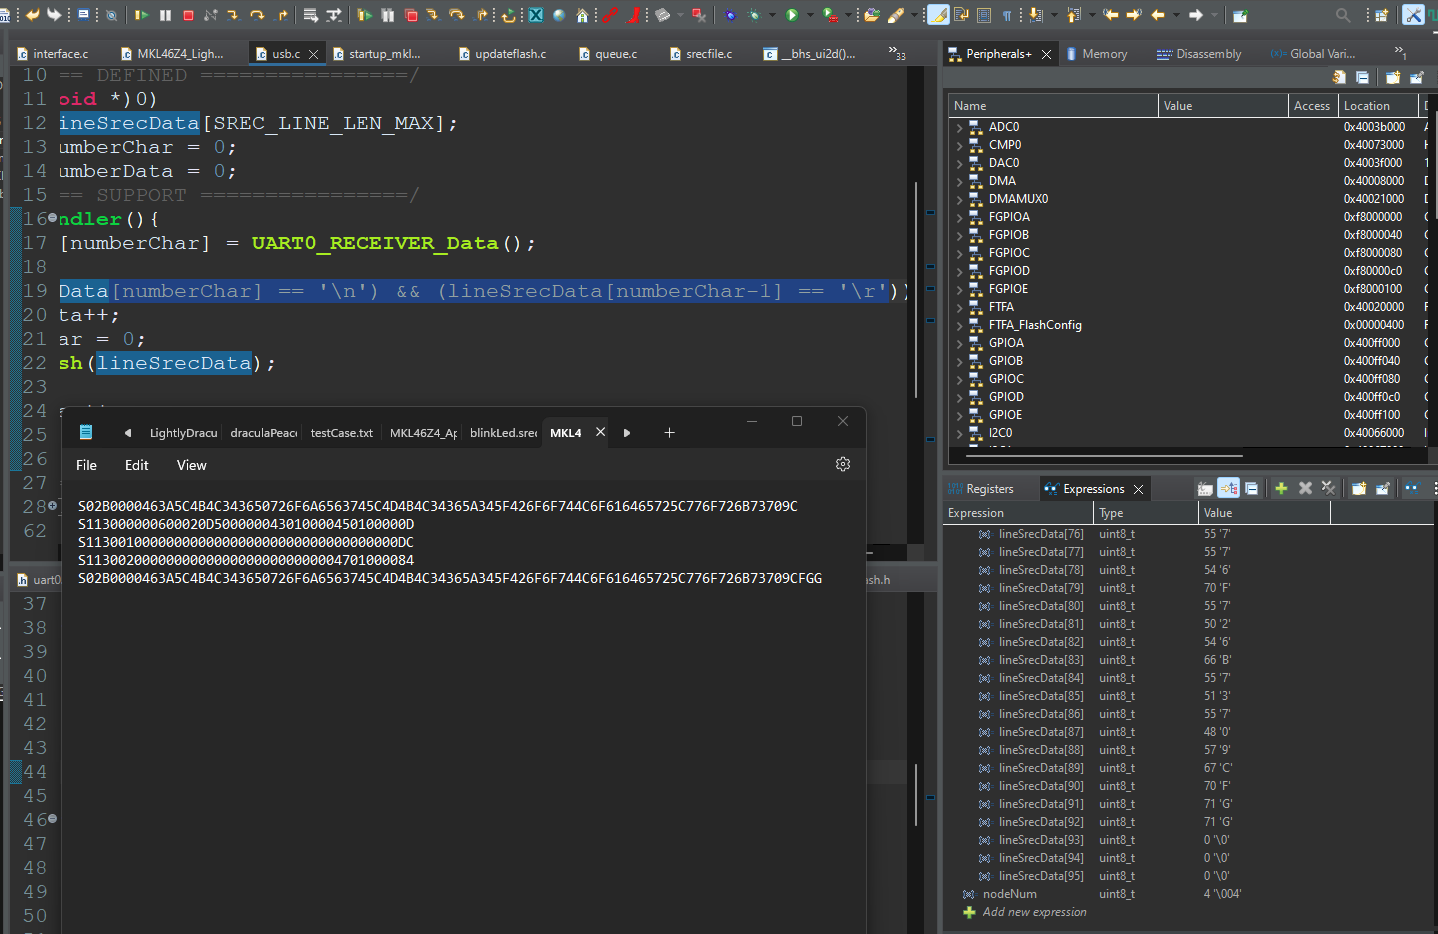 interface.c MKL46Z4_Ligh... usb.c startup_mkl... updateflash.c queue.c srecfile.c __bhs_ui2d()... »33
10 == DEFINED ================/
11 oid *)0)
12 ineSrecData[SREC_LINE_LEN_MAX];
13 umberChar = 0;
14 umberData = 0;
15 == SUPPORT ================/
16 ndler(){
17 [numberChar] = UART0_RECEIVER_Data();
18
19 Data[numberChar] == '\n') && (lineSrecData[numberChar-1] == '\r'))
20 ta++;
21 ar = 0;
22 sh(lineSrecData);
23
24
25
26
27
28
62
LightlyDracu draculaPeace testCase.txt MKL46Z4_Ap blinkLed.srec MKL4
File Edit View
S02B0000463A5C4B4C343650726F6A6563745C4D4B4C34365A345F426F6F744C6F616465725C776F726B73709C
S113000000600020D5000000430100004501 00000D
S11300100000000000000000000000000000000000DC
S11300200000000000000000000000004701000084
S02B0000463A5C4B4C343650726F6A6563745C4D4B4C34365A345F426F6F744C6F616465725C776F726B73709CFGG
uart0 ash.h
37
38
39
40
41
42
43
44
45
46
47
48
49
50
Peripherals+ Memory Disassembly Global Vari... »1
Name Value Access Location D
ADC0 0x4003b000 A
CMP0 0x40073000 H
DAC0 0x4003f000 1
DMA 0x40008000 D
DMAMUX0 0x40021000 D
FGPIOA 0xf8000000
FGPIOB 0xf8000040
FGPIOC 0xf8000080
FGPIOD 0xf80000c0
FGPIOE 0xf8000100
FTFA 0x40020000 F
FTFA_FlashConfig 0x00000400 F
GPIOA 0x400ff000
GPIOB 0x400ff040
GPIOC 0x400ff080
GPIOD 0x400ff0c0
GPIOE 0x400ff100
I2C0 0x40066000 I
Registers Expressions
Expression Type Value
lineSrecData[76] uint8_t 55 '7'
lineSrecData[77] uint8_t 55 '7'
lineSrecData[78] uint8_t 54 '6'
lineSrecData[79] uint8_t 70 'F'
lineSrecData[80] uint8_t 55 '7'
lineSrecData[81] uint8_t 50 '2'
lineSrecData[82] uint8_t 54 '6'
lineSrecData[83] uint8_t 66 'B'
lineSrecData[84] uint8_t 55 '7'
lineSrecData[85] uint8_t 51 '3'
lineSrecData[86] uint8_t 55 '7'
lineSrecData[87] uint8_t 48 '0'
lineSrecData[88] uint8_t 57 '9'
lineSrecData[89] uint8_t 67 'C'
lineSrecData[90] uint8_t 70 'F'
lineSrecData[91] uint8_t 71 'G'
lineSrecData[92] uint8_t 71 'G'
lineSrecData[93] uint8_t 0 '\0'
lineSrecData[94] uint8_t 0 '\0'
lineSrecData[95] uint8_t 0 '\0'
nodeNum uint8_t 4 '\004'
Add new expression